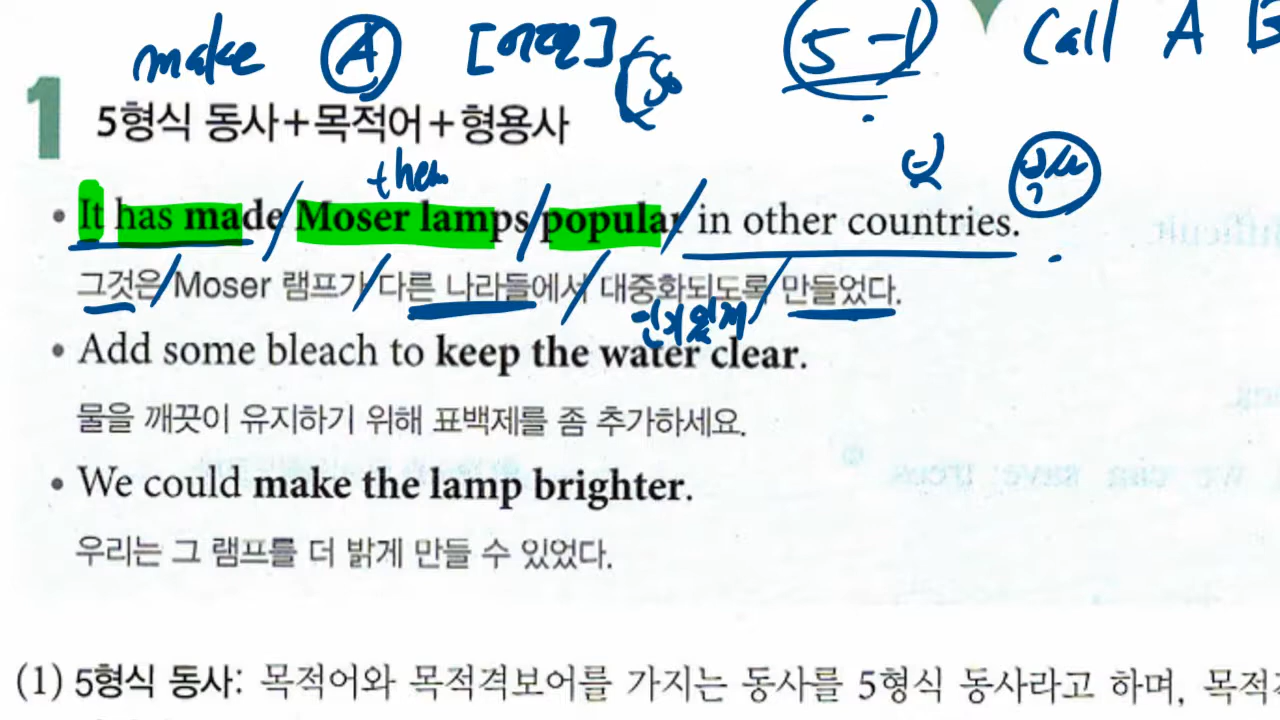 make A [형] 5-1 Call A B
1
5형식 동사+목적어+형용사
them
• It has made / Moser lamps / popular / in other countries.
그것은 / Moser 램프가 / 다른 나라들에서 / 대중화되도록 / 만들었다.
인기있게
• Add some bleach to keep the water clear.
물을 깨끗이 유지하기 위해 표백제를 좀 추가하세요.
• We could make the lamp brighter.
우리는 그 램프를 더 밝게 만들 수 있었다.
(1) 5형식 동사: 목적어와 목적격보어를 가지는 동사를 5형식 동사라고 하며, 목적